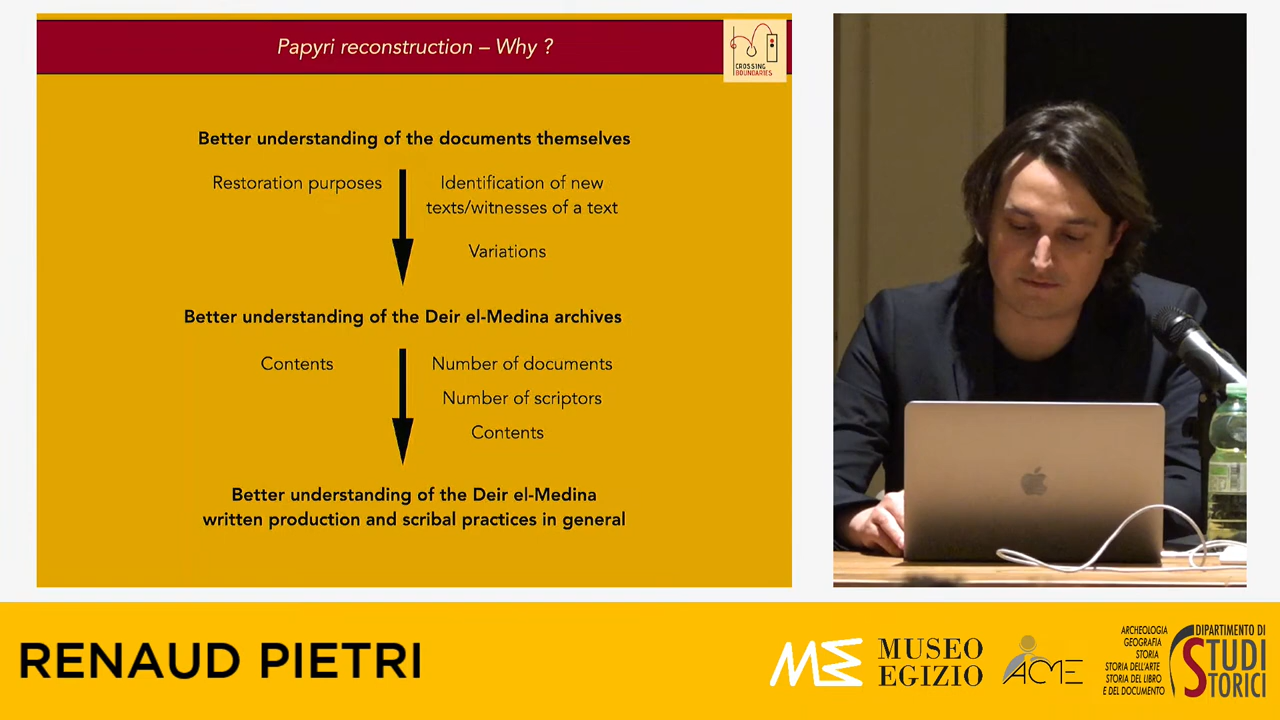 Papyri reconstruction – Why ?
CROSSING
BOUNDARIES
Better understanding of the documents themselves
Restoration purposes
Identification of new
texts/witnesses of a text
Variations
Better understanding of the Deir el-Medina archives
Contents
Number of documents
Number of scriptors
Contents
Better understanding of the Deir el-Medina
written production and scribal practices in general
RENAUD PIETRI
ME
MUSEO
EGIZIO
ACME
ARCHEOLOGIA
GEOGRAFIA
STORIA
STORIA DELL'ARTE
STORIA DEL LIBRO
E DEL DOCUMENTO
DIPARTIMENTO DI
STUDI
STORICI